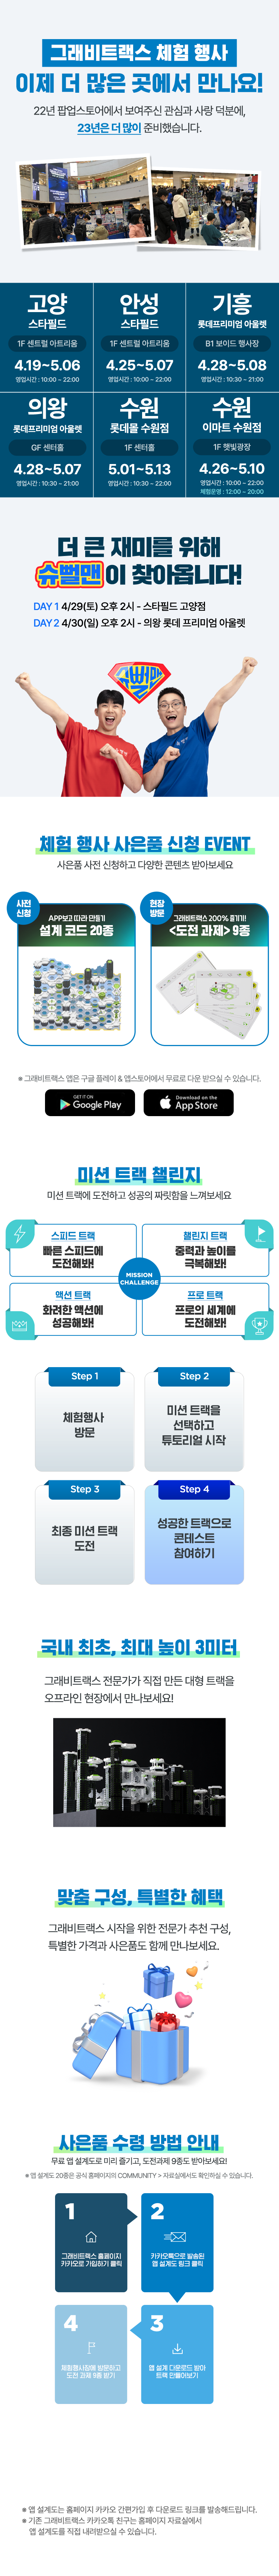 그래비트랙스 체험 행사
이제 더 많은 곳에서 만나요!
22년 팝업스토어에서 보여주신 관심과 사랑 덕분에,
23년은 더 많이 준비했습니다.
고양
스타필드
1F 센트럴 아트리움
4.19~5.06
영업시간 : 10:00 ~ 22:00
안성
스타필드
1F 센트럴 아트리움
4.25~5.07
영업시간 : 10:00 ~ 22:00
기흥
롯데프리미엄 아울렛
B1 보이드 행사장
4.28~5.08
영업시간 : 10:30 ~ 21:00
의왕
롯데프리미엄 아울렛
GF 센터홀
4.28~5.07
영업시간 : 10:30 ~ 21:00
수원
롯데몰 수원점
1F 센터홀
5.01~5.13
영업시간 : 10:30 ~ 22:00
수원
이마트 수원점
1F 햇빛광장
4.26~5.10
영업시간 : 10:00 ~ 22:00
체험운영 : 12:00 ~ 20:00
더 큰 재미를 위해
슈뻘맨이 찾아옵니다!
DAY 1 4/29(토) 오후 2시 - 스타필드 고양점
DAY 2 4/30(일) 오후 2시 - 의왕 롯데 프리미엄 아울렛
슈뻘맨
체험 행사 사은품 신청 EVENT
사은품 사전 신청하고 다양한 콘텐츠 받아보세요
사전
신청
APP보고 따라 만들기
설계 코드 20종
현장
방문
그래비트랙스 200% 즐기기!
<도전 과제> 9종
※ 그래비트랙스 앱은 구글 플레이 & 앱스토어에서 무료로 다운 받으실 수 있습니다.
GET IT ON
Google Play
Download on the
App Store
미션 트랙 챌린지
미션 트랙에 도전하고 성공의 짜릿함을 느껴보세요
스피드 트랙
빠른 스피드에
도전해봐!
챌린지 트랙
중력과 높이를
극복해봐!
MISSION
CHALLENGE
액션 트랙
화려한 액션에
성공해봐!
프로 트랙
프로의 세계에
도전해봐!
Step 1
체험행사
방문
Step 2
미션 트랙을
선택하고
튜토리얼 시작
Step 3
최종 미션 트랙
도전
Step 4
성공한 트랙으로
콘테스트
참여하기
국내 최초, 최대 높이 3미터
그래비트랙스 전문가가 직접 만든 대형 트랙을
오프라인 현장에서 만나보세요!
맞춤 구성, 특별한 혜택
그래비트랙스 시작을 위한 전문가 추천 구성,
특별한 가격과 사은품도 함께 만나보세요.
사은품 수령 방법 안내
무료 앱 설계도로 미리 즐기고, 도전과제 9종도 받아보세요!
※ 앱 설계도 20종은 공식 홈페이지의 COMMUNITY > 자료실에서도 확인하실 수 있습니다.
1
그래비트랙스 홈페이지
카카오로 가입하기 클릭
2
카카오톡으로 발송된
앱 설계도 링크 클릭
4
체험행사장에 방문하고
도전 과제 9종 받기
3
앱 설계 다운로드 받아
트랙 만들어보기
※ 앱 설계도는 홈페이지 카카오 간편가입 후 다운로드 링크를 발송해드립니다.
※ 기존 그래비트랙스 카카오톡 친구는 홈페이지 자료실에서
앱 설계도를 직접 내려받으실 수 있습니다.